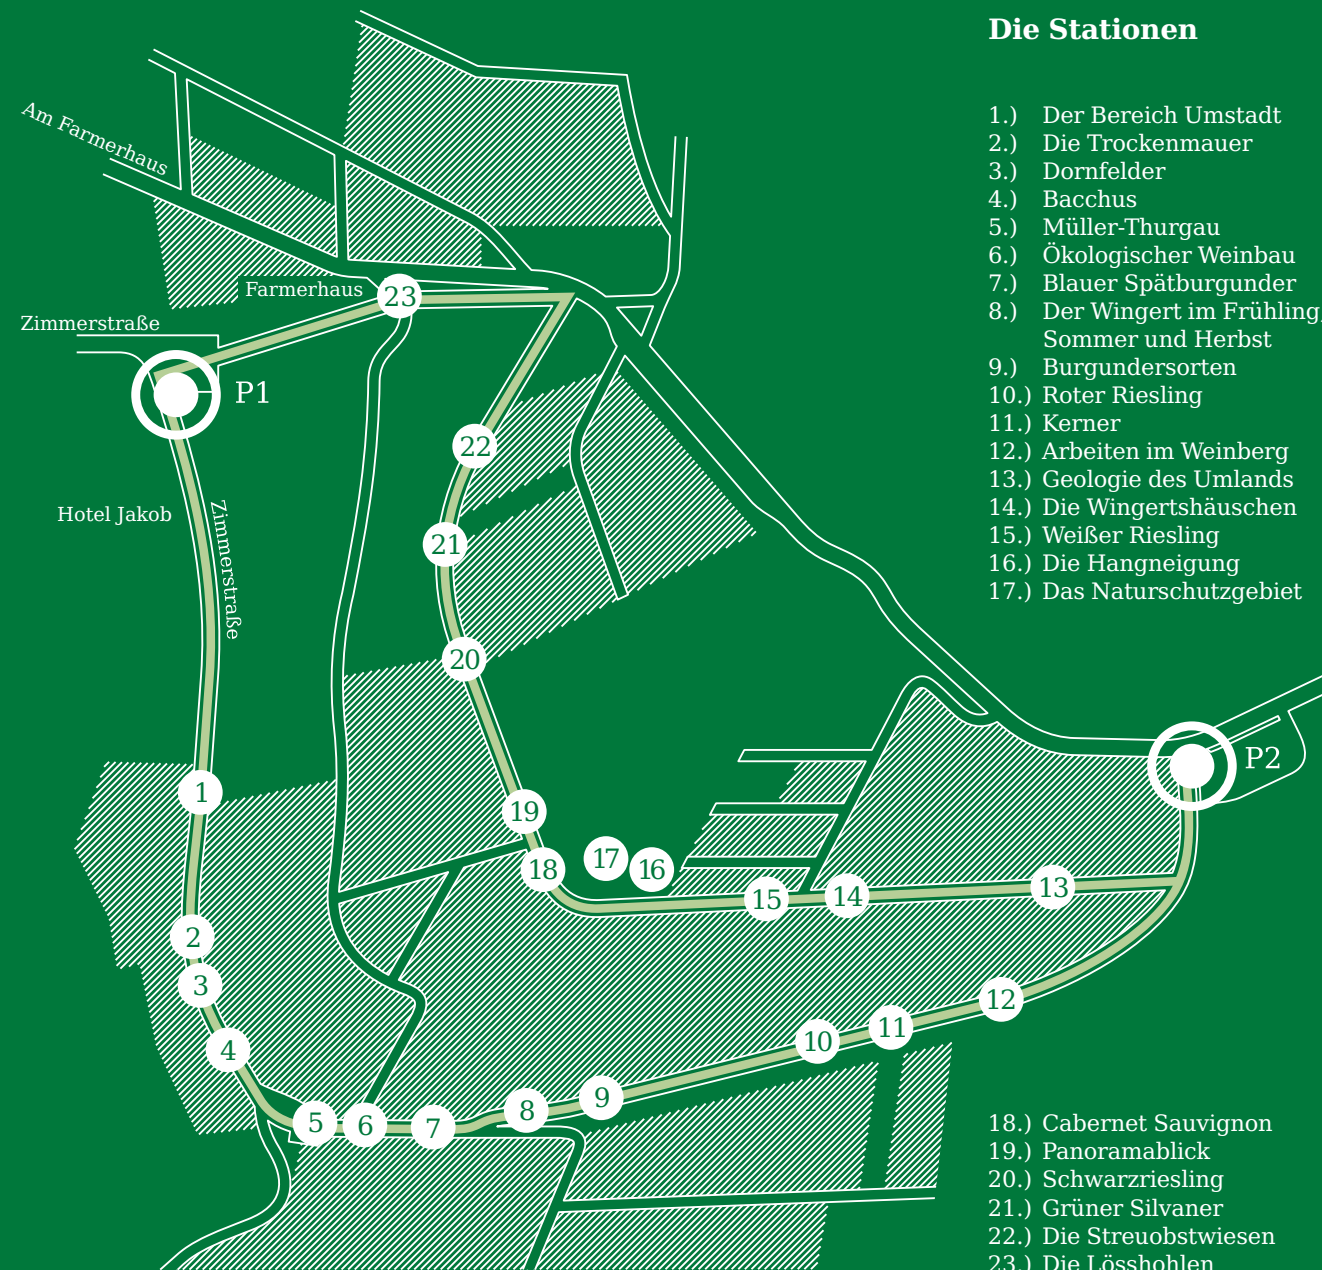 Die Stationen
1.) Der Bereich Umstadt
2.) Die Trockenmauer
3.) Dornfelder
4.) Bacchus
5.) Müller-Thurgau
6.) Ökologischer Weinbau
7.) Blauer Spätburgunder
8.) Der Wingert im Frühling,
Sommer und Herbst
9.) Burgundersorten
10.) Roter Riesling
11.) Kerner
12.) Arbeiten im Weinberg
13.) Geologie des Umlands
14.) Die Wingertshäuschen
15.) Weißer Riesling
16.) Die Hangneigung
17.) Das Naturschutzgebiet
18.) Cabernet Sauvignon
19.) Panoramablick
20.) Schwarzriesling
21.) Grüner Silvaner
22.) Die Streuobstwiesen
23.) Die Lösshohlen
Am Farmerhaus
Farmerhaus
23
Zimmerstraße
P1
22
Hotel Jakob
Zimmerstraße
21
20
P2
1
19
17
16
18
15
14
13
2
3
12
11
10
4
9
8
5
6
7